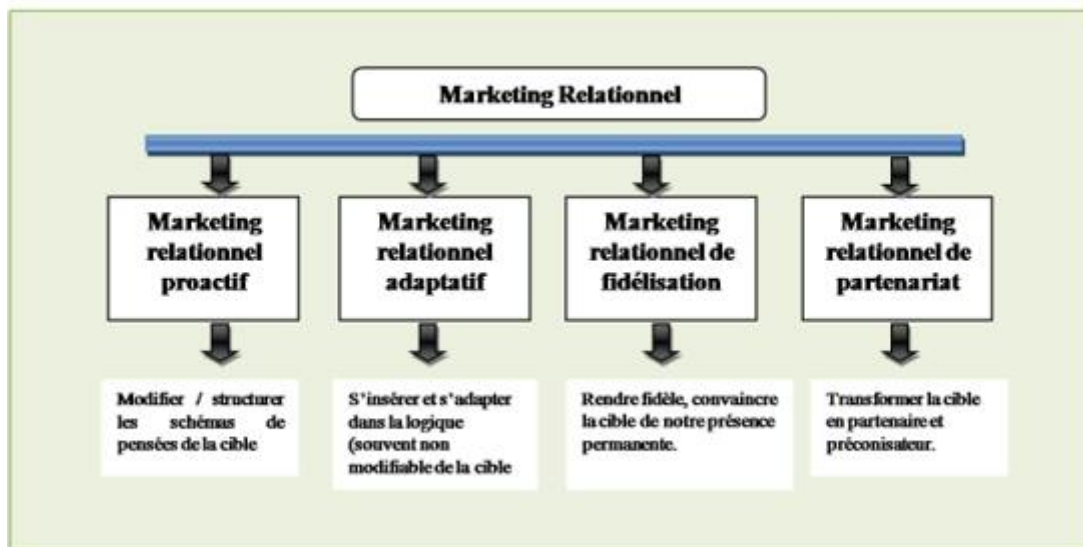 Marketing Relationnel
Marketing
relationnel
proactif
Marketing
relationnel
adaptatif
Marketing
relationnel de
fidélisation
Marketing
relationnel de
partenariat
Modifier / structurer
les schémas de
pensées de la cible
S'insérer et s'adapter
dans la logique
(souvent non
modifiable de la cible
Rendre fidèle, convaincre
la cible de notre présence
permanente.
Transformer la cible
en partenaire et
préconisateur.